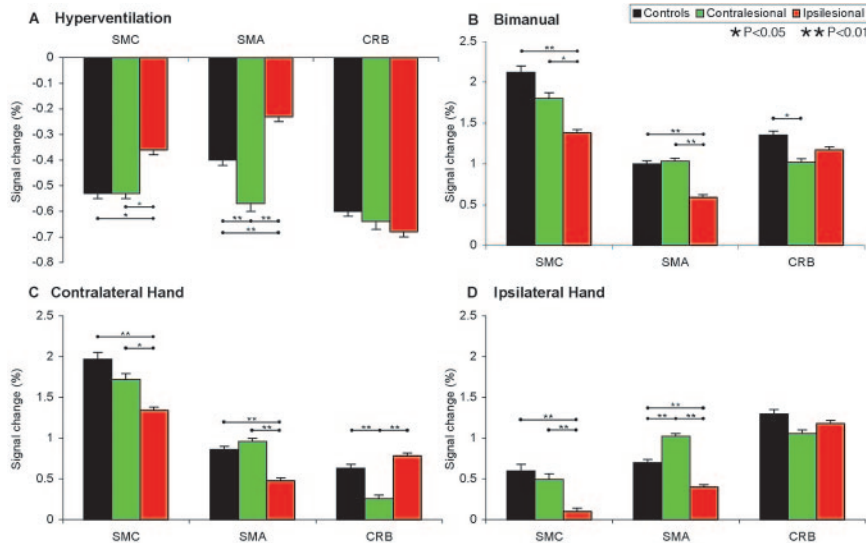 A Hyperventilation
SMC SMA CRB
Signal change (%)
0
-0.1
-0.2
-0.3
-0.4
-0.5
-0.6
-0.7
-0.8
* *
** ** **
B Bimanual
Controls Contralesional Ipsilesional
* P<0.05 ** P<0.01
Signal change (%)
2.5
2
1.5
1
0.5
0
** *
** **
*
SMC SMA CRB
C Contralateral Hand
Signal change (%)
2.5
2
1.5
1
0.5
0
** *
** **
** **
SMC SMA CRB
D Ipsilateral Hand
Signal change (%)
2.5
2
1.5
1
0.5
0
** **
** ** **
SMC SMA CRB